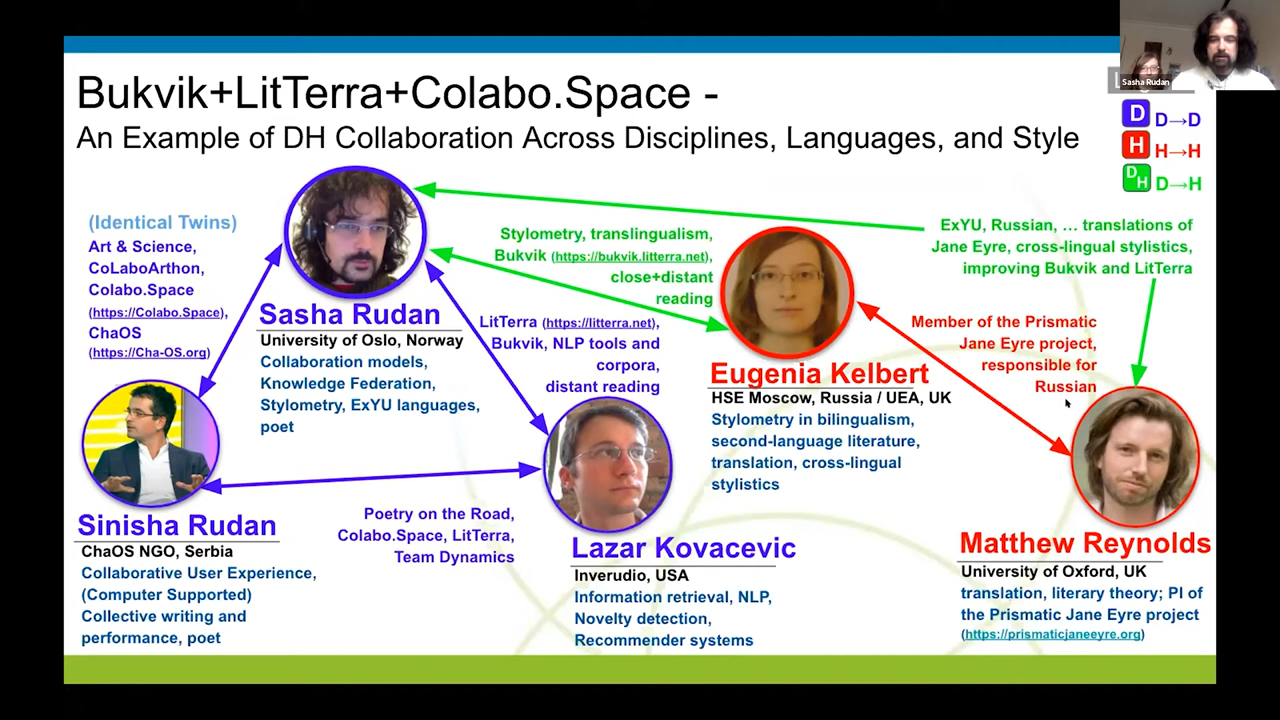 Bukvik+LitTerra+Colabo.Space -
An Example of DH Collaboration Across Disciplines, Languages, and Style
Sasha Rudan
D D→D
H H→H
DH D→H
(Identical Twins)
Art & Science,
CoLaboArthon,
Colabo.Space
(https://Colabo.Space),
ChaOS
(https://Cha-OS.org)
Sasha Rudan
University of Oslo, Norway
Collaboration models,
Knowledge Federation,
Stylometry, ExYU languages,
poet
Stylometry, translingualism,
Bukvik (https://bukvik.litterra.net),
close+distant
reading
LitTerra (https://litterra.net),
Bukvik, NLP tools and
corpora,
distant reading
ExYU, Russian, … translations of
Jane Eyre, cross-lingual stylistics,
improving Bukvik and LitTerra
Member of the Prismatic
Jane Eyre project,
responsible for
Russian
Eugenia Kelbert
HSE Moscow, Russia / UEA, UK
Stylometry in bilingualism,
second-language literature,
translation, cross-lingual
stylistics
Sinisha Rudan
ChaOS NGO, Serbia
Collaborative User Experience,
(Computer Supported)
Collective writing and
performance, poet
Poetry on the Road,
Colabo.Space, LitTerra,
Team Dynamics
Lazar Kovacevic
Inverudio, USA
Information retrieval, NLP,
Novelty detection,
Recommender systems
Matthew Reynolds
University of Oxford, UK
translation, literary theory; PI of
the Prismatic Jane Eyre project
(https://prismaticjaneeyre.org)